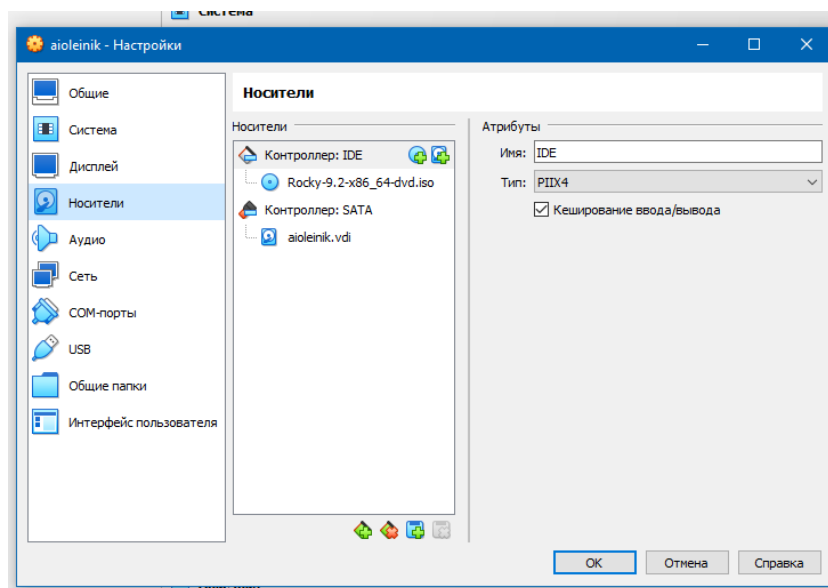 Система
aioleinik - Настройки
Общие
Система
Дисплей
Носители
Аудио
Сеть
COM-порты
USB
Общие папки
Интерфейс пользователя
Носители
Носители
Контроллер: IDE
Rocky-9.2-x86_64-dvd.iso
Контроллер: SATA
aioleinik.vdi
Атрибуты
Имя: IDE
Тип: PIIX4
Кеширование ввода/вывода
OK Отмена Справка